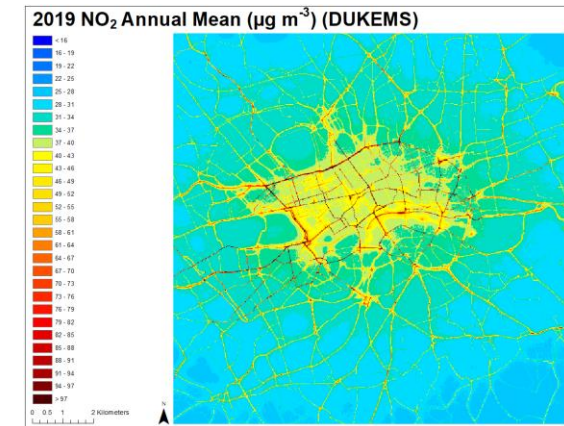 2019 NO₂ Annual Mean (µg m⁻³) (DUKEMS)
< 16
16 - 19
19 - 22
22 - 25
25 - 28
28 - 31
31 - 34
34 - 37
37 - 40
40 - 43
43 - 46
46 - 49
49 - 52
52 - 55
55 - 58
58 - 61
61 - 64
64 - 67
67 - 70
70 - 73
73 - 76
76 - 79
79 - 82
82 - 85
85 - 88
88 - 91
91 - 94
94 - 97
> 97
0 0.5 1 2 Kilometers
N